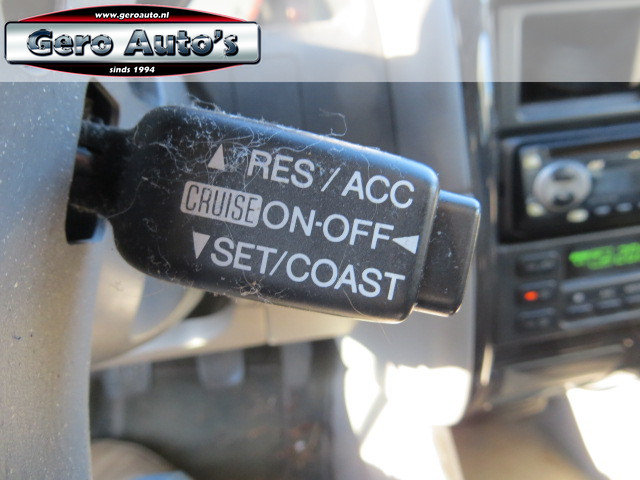 www.geroauto.nl
Gero Auto's
sinds 1994
▲ RES/ACC
CRUISE ON-OFF ◄
▼ SET/COAST